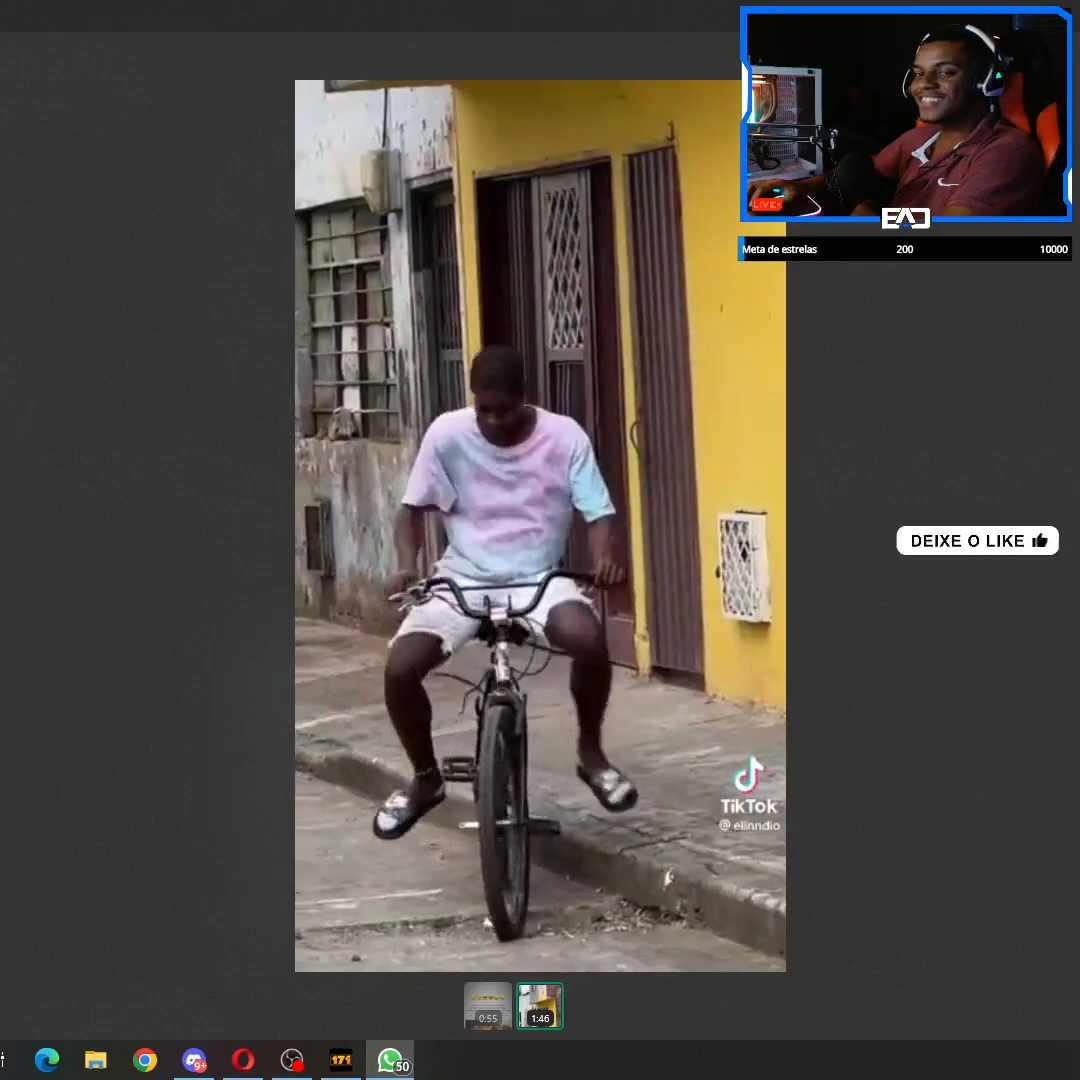 LIVE
EAD
Meta de estrelas 200 10000
DEIXE O LIKE
TikTok
@elinndio
0:55
1:46
9+
171
50